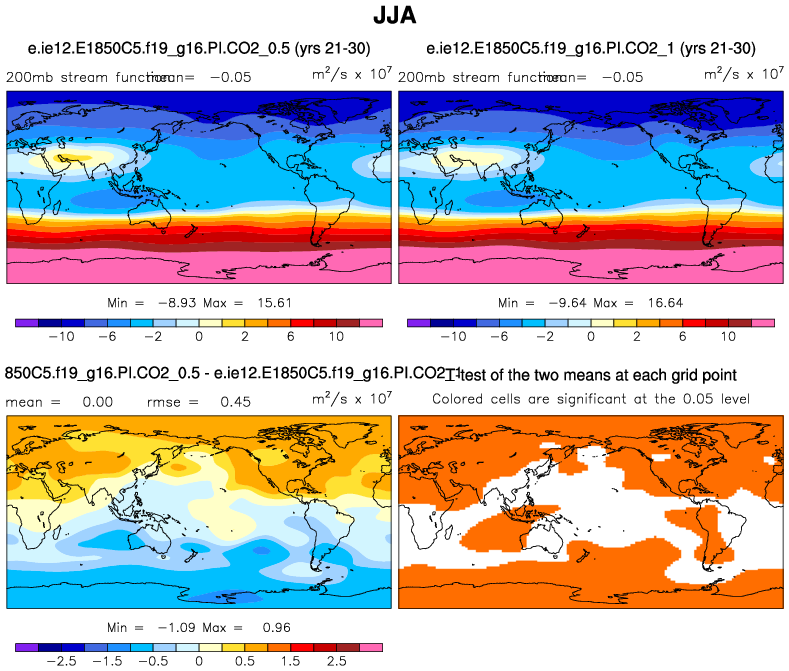 JJA
e.ie12.E1850C5.f19_g16.PI.CO2_0.5 (yrs 21-30)
e.ie12.E1850C5.f19_g16.PI.CO2_1 (yrs 21-30)
200mb stream function mean= -0.05 m²/s x 10⁷
200mb stream function mean= -0.05 m²/s x 10⁷
Min = -8.93 Max = 15.61
Min = -9.64 Max = 16.64
-10 -6 -2 0 2 6 10
-10 -6 -2 0 2 6 10
850C5.f19_g16.PI.CO2_0.5 - e.ie12.E1850C5.f19_g16.PI.CO2_1
T-test of the two means at each grid point
mean = 0.00 rmse = 0.45 m²/s x 10⁷
Colored cells are significant at the 0.05 level
Min = -1.09 Max = 0.96
-2.5 -1.5 -0.5 0 0.5 1.5 2.5